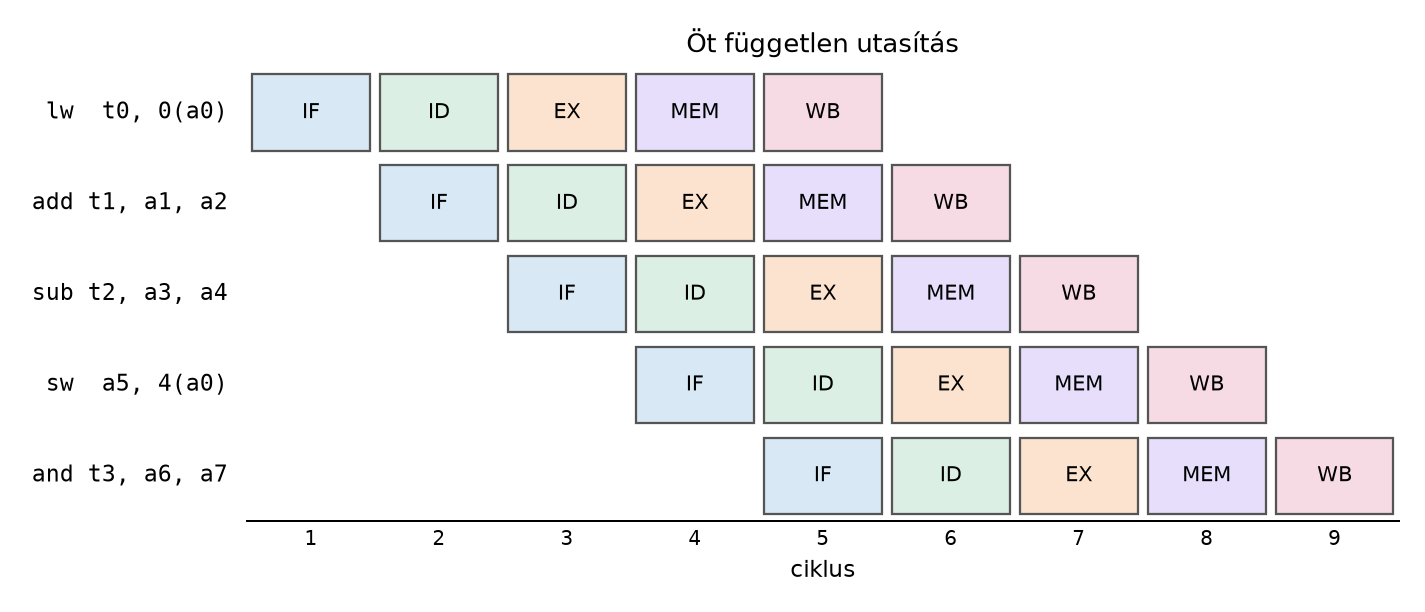 Öt független utasítás
lw  t0, 0(a0) IF ID EX MEM WB
add t1, a1, a2 IF ID EX MEM WB
sub t2, a3, a4 IF ID EX MEM WB
sw  a5, 4(a0) IF ID EX MEM WB
and t3, a6, a7 IF ID EX MEM WB
1 2 3 4 5 6 7 8 9
ciklus